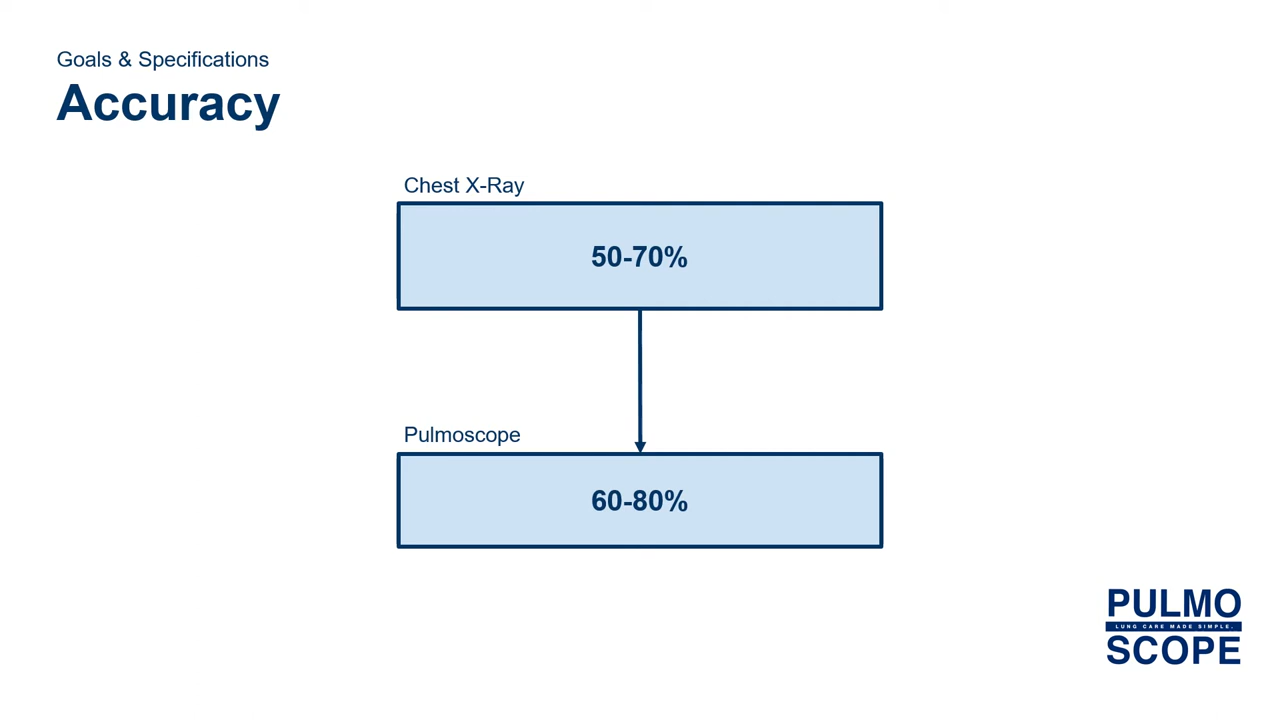 Goals & Specifications
Accuracy
Chest X-Ray
50-70%
Pulmoscope
60-80%
PULMO
LUNG CARE MADE SIMPLE.
SCOPE